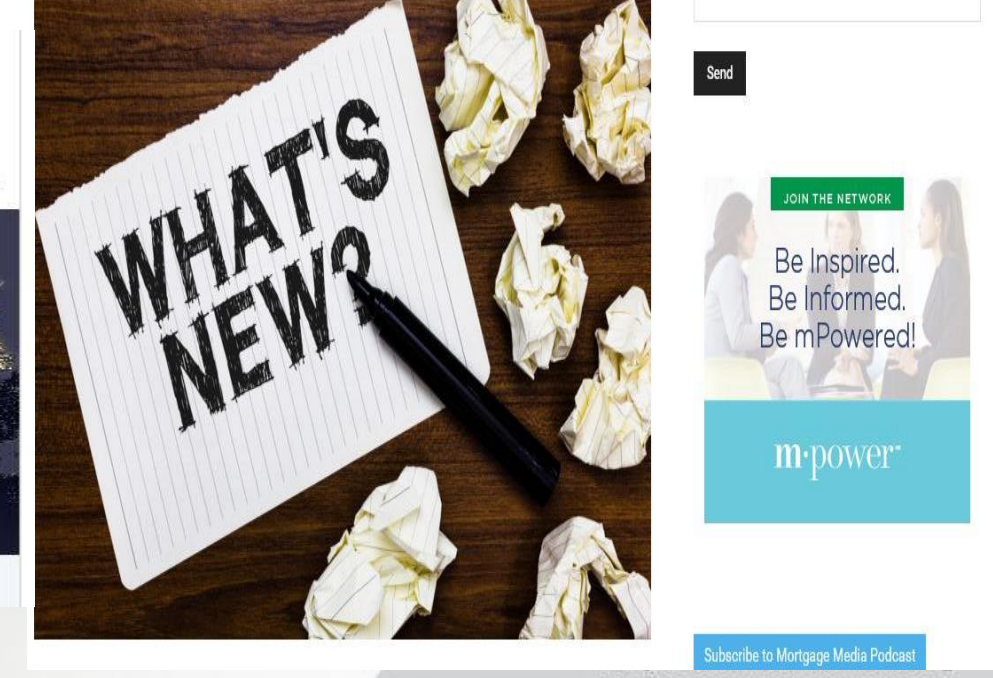 WHAT'S
NEW?
Send
JOIN THE NETWORK
Be Inspired.
Be Informed.
Be mPowered!
m·power
Subscribe to Mortgage Media Podcast